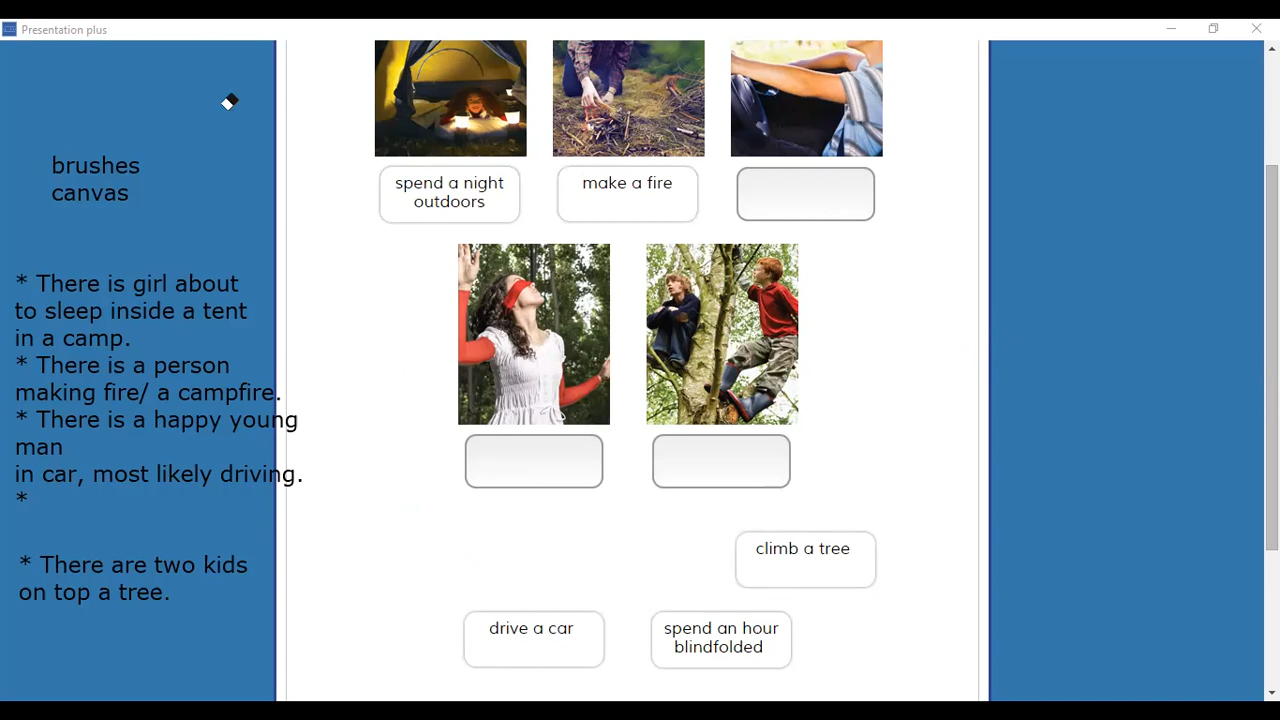 Presentation plus
brushes
canvas
* There is girl about
to sleep inside a tent
in a camp.
* There is a person
making fire/ a campfire.
* There is a happy young
man
in car, most likely driving.
*
* There are two kids
on top a tree.
spend a night
outdoors
make a fire
climb a tree
drive a car
spend an hour
blindfolded